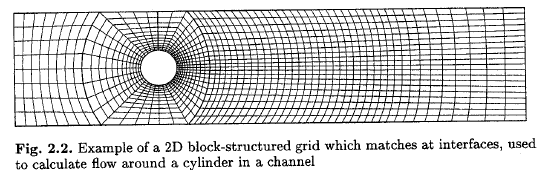 Fig. 2.2. Example of a 2D block-structured grid which matches at interfaces, used
to calculate flow around a cylinder in a channel